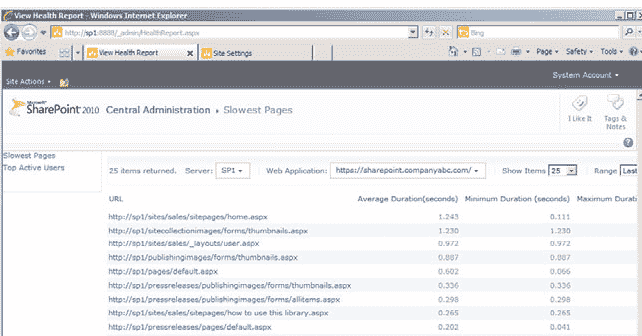 View Health Report - Windows Internet Explorer
http://sp1:8888/_admin/HealthReport.aspx
Bing
Favorites
View Health Report
Site Settings
Page
Safety
Tools
Site Actions
System Account
Microsoft
SharePoint 2010 Central Administration Slowest Pages
I Like It
Tags &
Notes
Slowest Pages
Top Active Users
25 items returned. Server: SP1 Web Application: https://sharepoint.companyabc.com/ Show Items 25 Range Last
URL Average Duration(seconds) Minimum Duration (seconds) Maximum Durati
http://sp1/sites/sales/sitepages/home.aspx 1.243 0.111
http://sp1/sitecollectionimages/forms/thumbnails.aspx 1.230 1.230
http://sp1/sites/sales/_layouts/user.aspx 0.972 0.972
http://sp1/publishingimages/forms/thumbnails.aspx 0.887 0.887
http://sp1/pages/default.aspx 0.602 0.066
http://sp1/pressreleases/publishingimages/forms/thumbnails.aspx 0.336 0.336
http://sp1/pressreleases/publishingimages/forms/allitems.aspx 0.298 0.298
http://sp1/sites/sales/sitepages/how to use this library.aspx 0.265 0.265
http://sp1/pressreleases/pages/default.aspx 0.202 0.041